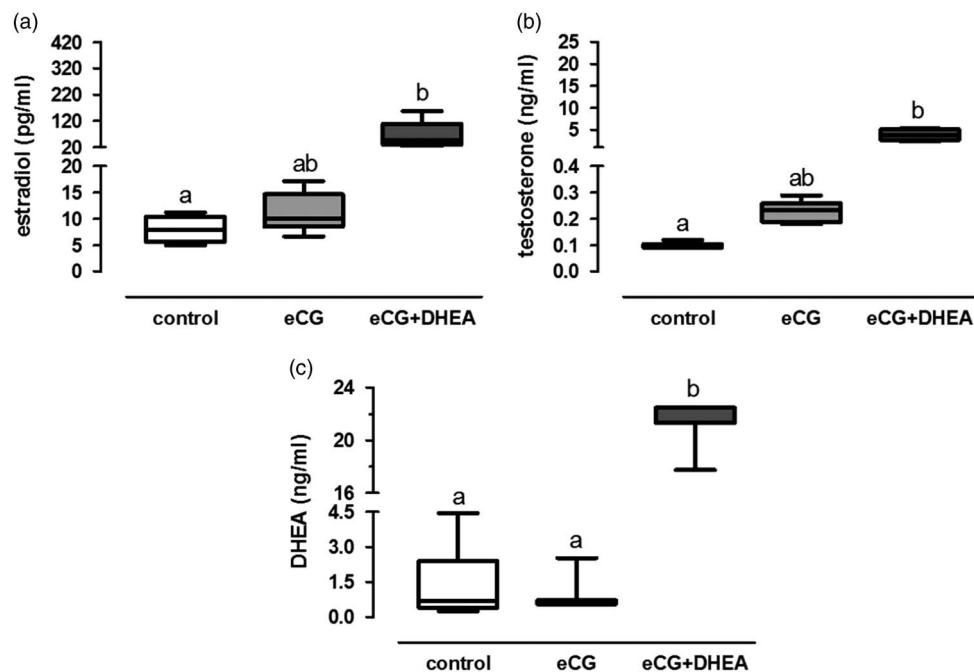 (a)
estradiol (pg/ml)
420
320
220
120
20
20
15
10
5
0
a
ab
b
control eCG eCG+DHEA
(b)
testosterone (ng/ml)
25
20
15
10
5
0.4
0.3
0.2
0.1
0.0
a
ab
b
control eCG eCG+DHEA
(c)
DHEA (ng/ml)
24
20
16
4.5
3.0
1.5
0.0
a
a
b
control eCG eCG+DHEA